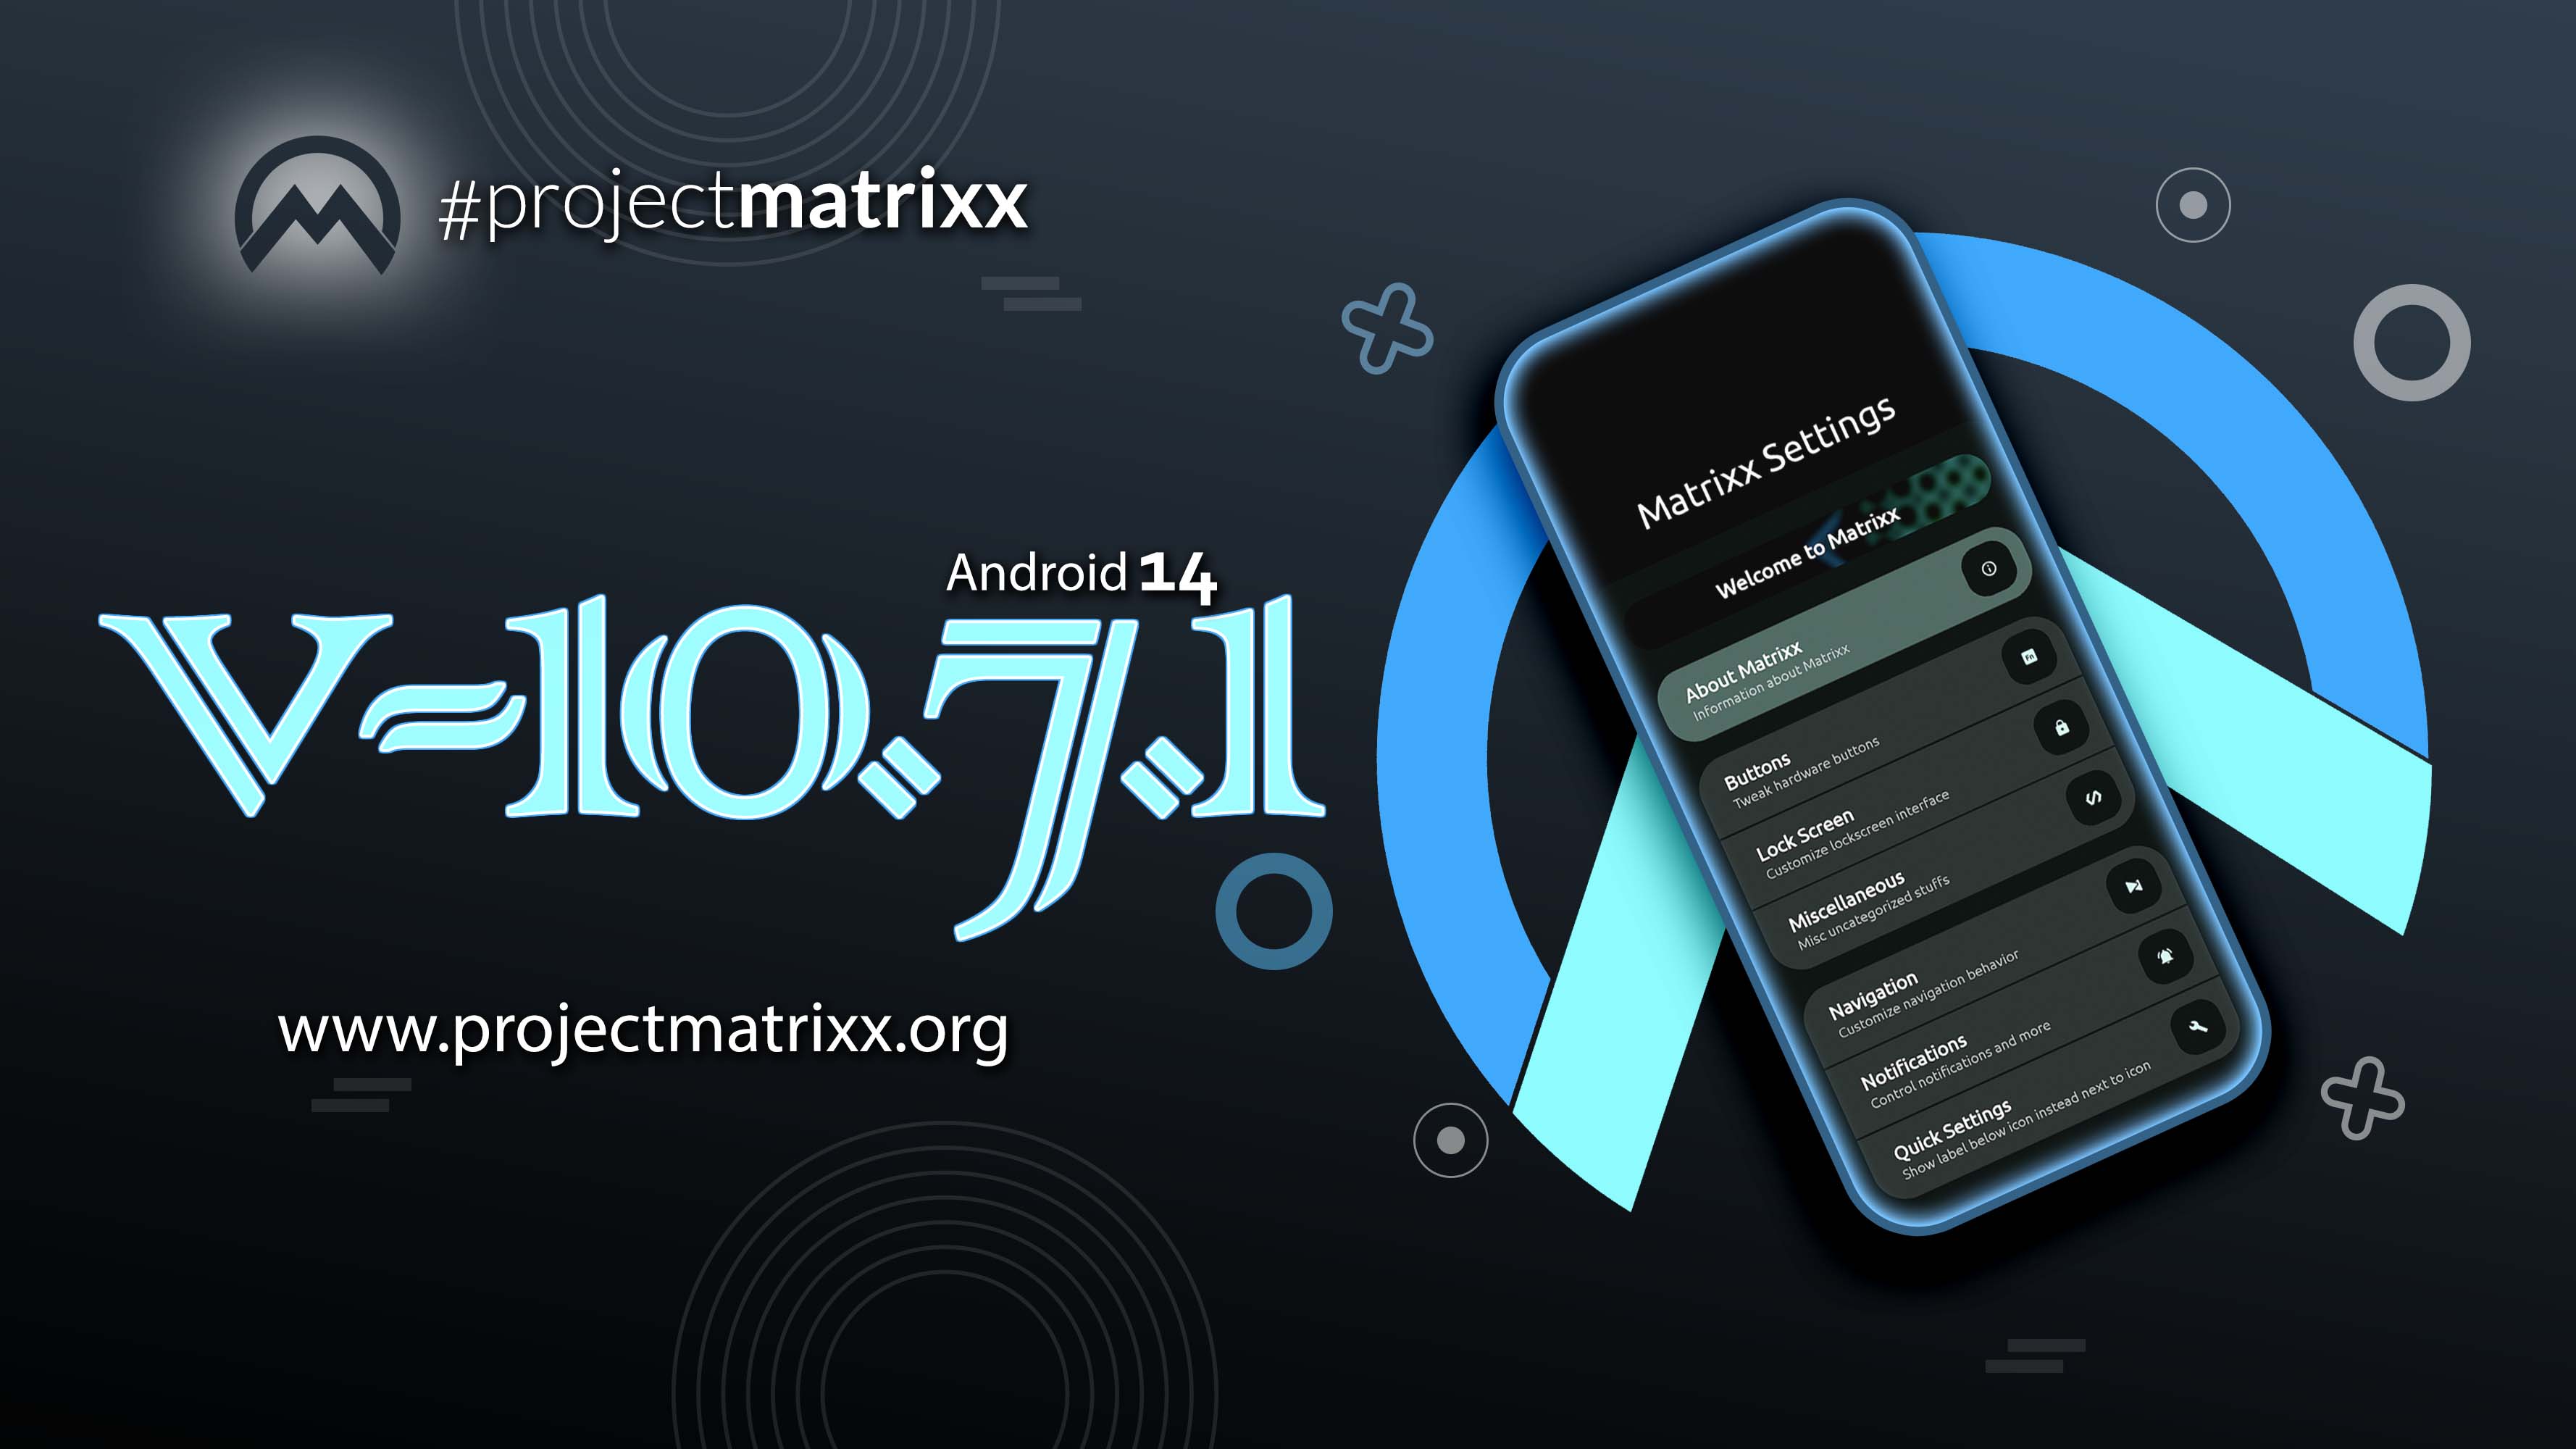 #projectmatrixx
Android 14
V-10.7.1
www.projectmatrixx.org
Matrixx Settings
Welcome to Matrixx
About Matrixx
Information about Matrixx
Buttons
Tweak hardware buttons
Lock Screen
Customize lockscreen interface
Miscellaneous
Misc uncategorized stuffs
Navigation
Customize navigation behavior
Notifications
Control notifications and more
Quick Settings
Show label below icon instead next to icon
Fn